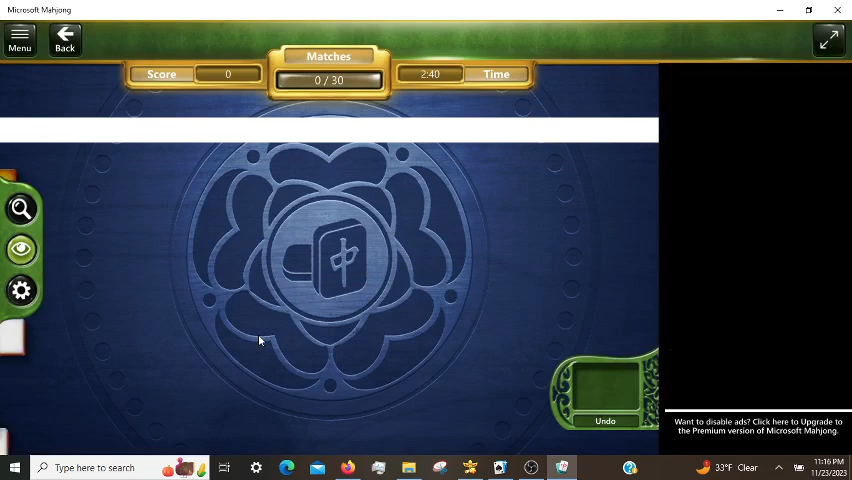 Microsoft Mahjong
Menu
Back
Matches
Score
0
0 / 30
2:40
Time
中
Undo
Want to disable ads? Click here to Upgrade to
the Premium version of Microsoft Mahjong.
Type here to search
33°F Clear
11:16 PM
11/23/2023